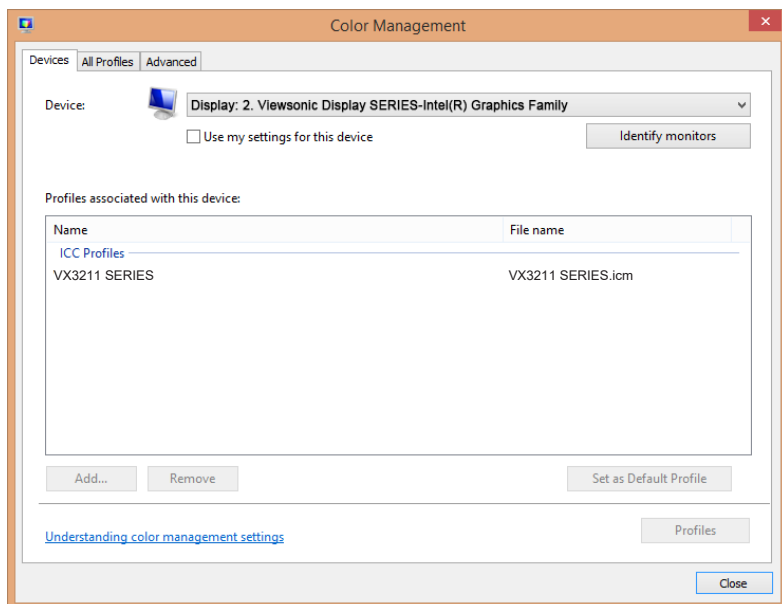 Color Management
Devices All Profiles Advanced
Device: Display: 2. Viewsonic Display SERIES-Intel(R) Graphics Family
Use my settings for this device Identify monitors
Profiles associated with this device:
Name File name
ICC Profiles
VX3211 SERIES VX3211 SERIES.icm
Add... Remove Set as Default Profile
Understanding color management settings Profiles
Close